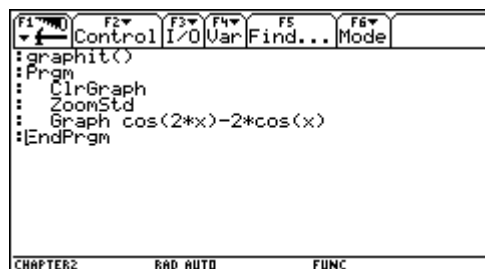 F1 F2 Control F3 I/O F4 Var F5 Find... F6 Mode
:graphit()
:Prgm
: ClrGraph
: ZoomStd
: Graph cos(2*x)-2*cos(x)
:EndPrgm
CHAPTER2 RAD AUTO FUNC